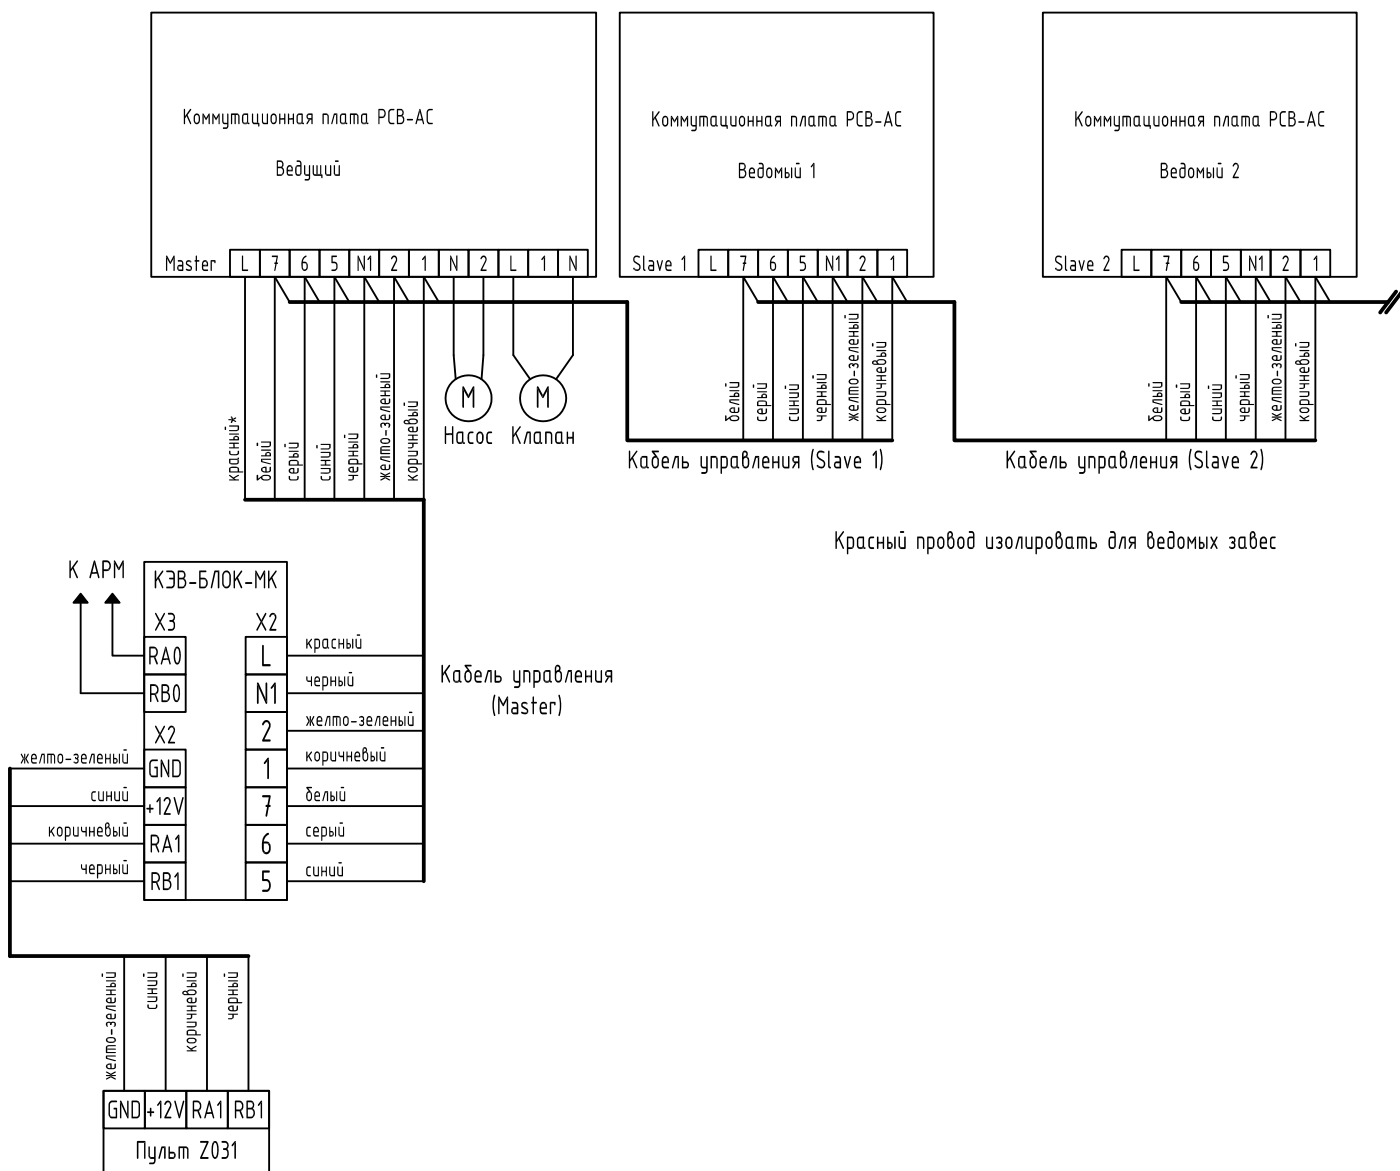 Коммутационная плата PCB-AC
Ведущий
Master L 7 6 5 N1 2 1 N 2 L 1 N
Коммутационная плата PCB-AC
Ведомый 1
Slave 1 L 7 6 5 N1 2 1
Коммутационная плата PCB-AC
Ведомый 2
Slave 2 L 7 6 5 N1 2 1
красный*
белый
серый
синий
черный
желто-зеленый
коричневый
M
Насос
M
Клапан
белый
серый
синий
черный
желто-зеленый
коричневый
Кабель управления (Slave 1)
белый
серый
синий
черный
желто-зеленый
коричневый
Кабель управления (Slave 2)
Красный провод изолировать для ведомых завес
К АРМ
КЭВ-БЛОК-МК
X3
RA0
RB0
X2
GND
+12V
RA1
RB1
желто-зеленый
синий
коричневый
черный
X2
L
N1
2
1
7
6
5
красный
черный
желто-зеленый
коричневый
белый
серый
синий
Кабель управления
(Master)
желто-зеленый
синий
коричневый
черный
GND +12V RA1 RB1
Пульт Z031